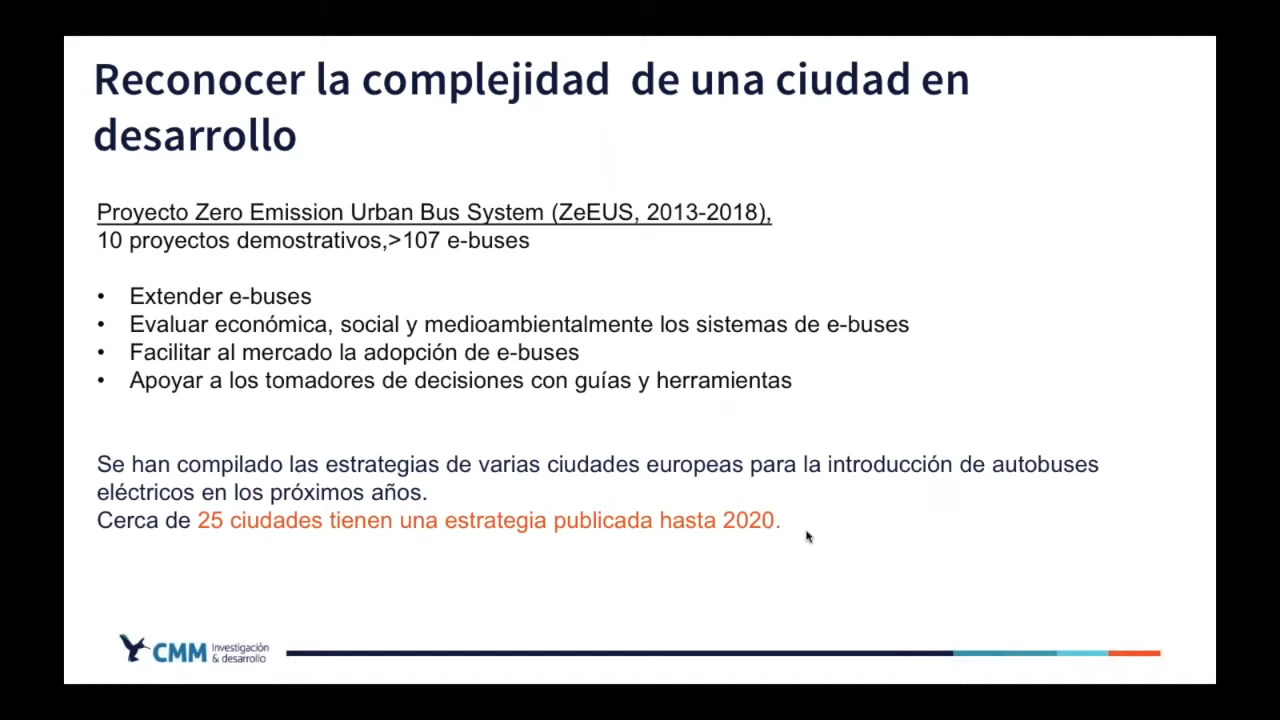 Reconocer la complejidad de una ciudad en
desarrollo
Proyecto Zero Emission Urban Bus System (ZeEUS, 2013-2018),
10 proyectos demostrativos,>107 e-buses
• Extender e-buses
• Evaluar económica, social y medioambientalmente los sistemas de e-buses
• Facilitar al mercado la adopción de e-buses
• Apoyar a los tomadores de decisiones con guías y herramientas
Se han compilado las estrategias de varias ciudades europeas para la introducción de autobuses
eléctricos en los próximos años.
Cerca de 25 ciudades tienen una estrategia publicada hasta 2020.
CMM Investigación
& desarrollo